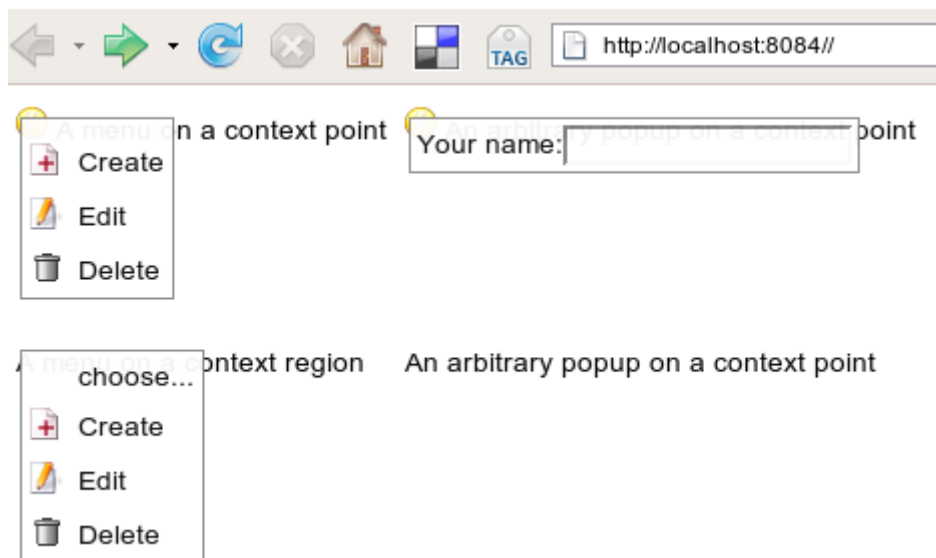 TAG
http://localhost:8084//
A menu on a context point
An arbitrary popup on a context point
Your name:
Create
Edit
Delete
A menu on a context region
An arbitrary popup on a context point
choose...
Create
Edit
Delete